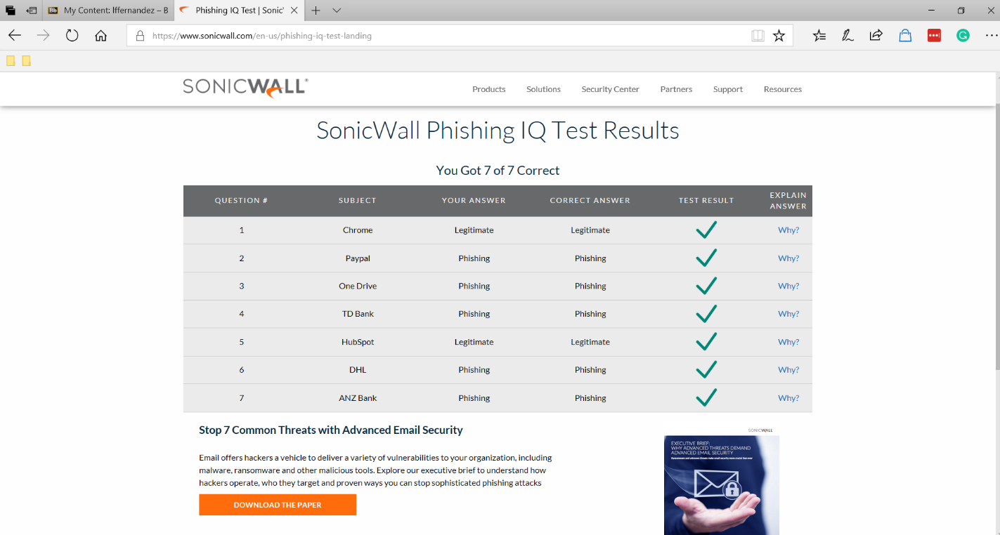 My Content: lffernandez – B
Phishing IQ Test | Sonic'
https://www.sonicwall.com/en-us/phishing-iq-test-landing
SONICWALL®
Products Solutions Security Center Partners Support Resources
SonicWall Phishing IQ Test Results
You Got 7 of 7 Correct
QUESTION # SUBJECT YOUR ANSWER CORRECT ANSWER TEST RESULT EXPLAIN ANSWER
1 Chrome Legitimate Legitimate Why?
2 Paypal Phishing Phishing Why?
3 One Drive Phishing Phishing Why?
4 TD Bank Phishing Phishing Why?
5 HubSpot Legitimate Legitimate Why?
6 DHL Phishing Phishing Why?
7 ANZ Bank Phishing Phishing Why?
Stop 7 Common Threats with Advanced Email Security
Email offers hackers a vehicle to deliver a variety of vulnerabilities to your organization, including
malware, ransomware and other malicious tools. Explore our executive brief to understand how
hackers operate, who they target and proven ways you can stop sophisticated phishing attacks
DOWNLOAD THE PAPER
SONICWALL
EXECUTIVE BRIEF:
WHY ADVANCED THREATS DEMAND
ADVANCED EMAIL SECURITY